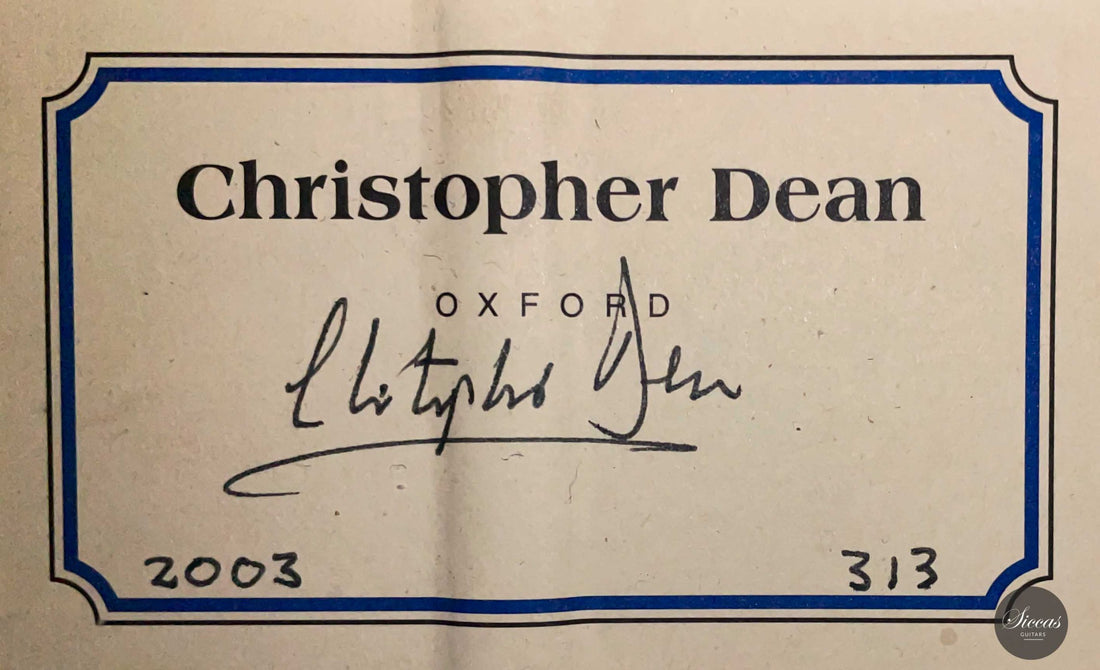 Christopher Dean
OXFORD
Christopher Dean
2003 313
Siccas
GUITARS